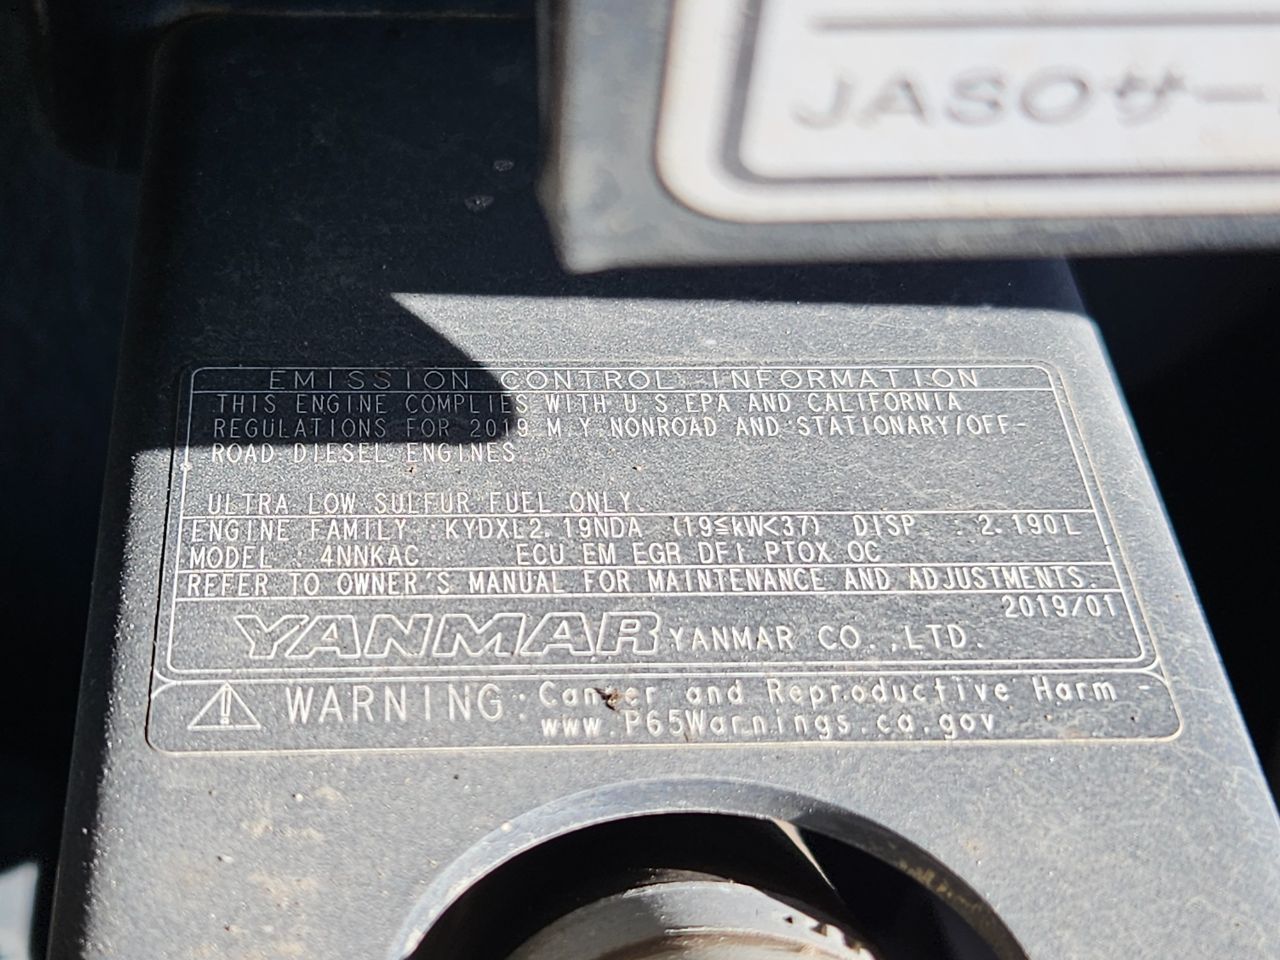 JASOサー
EMISSION CONTROL INFORMATION
THIS ENGINE COMPLIES WITH U.S.EPA AND CALIFORNIA
REGULATIONS FOR 2019 M.Y.NONROAD AND STATIONARY/OFF-
ROAD DIESEL ENGINES.
ULTRA LOW SULFUR FUEL ONLY.
ENGINE FAMILY : KYDXL2.19NDA (19≦kW<37) DISP. : 2.190L
MODEL : 4NNKAC ECU EM EGR DFI PTOX OC
REFER TO OWNER'S MANUAL FOR MAINTENANCE AND ADJUSTMENTS.
2019/01
YANMAR YANMAR CO.,LTD.
⚠ WARNING: Cancer and Reproductive Harm -
www.P65Warnings.ca.gov